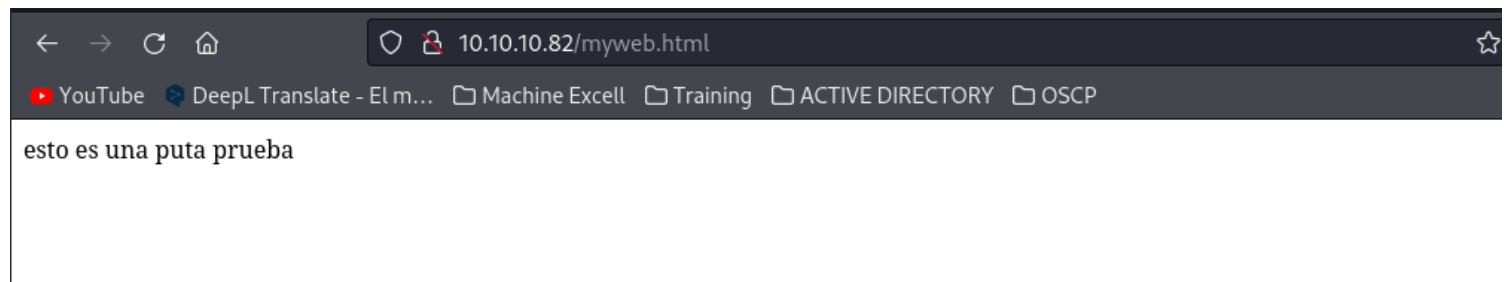 10.10.10.82/myweb.html
YouTube DeepL Translate - El m... Machine Excell Training ACTIVE DIRECTORY OSCP
esto es una puta prueba